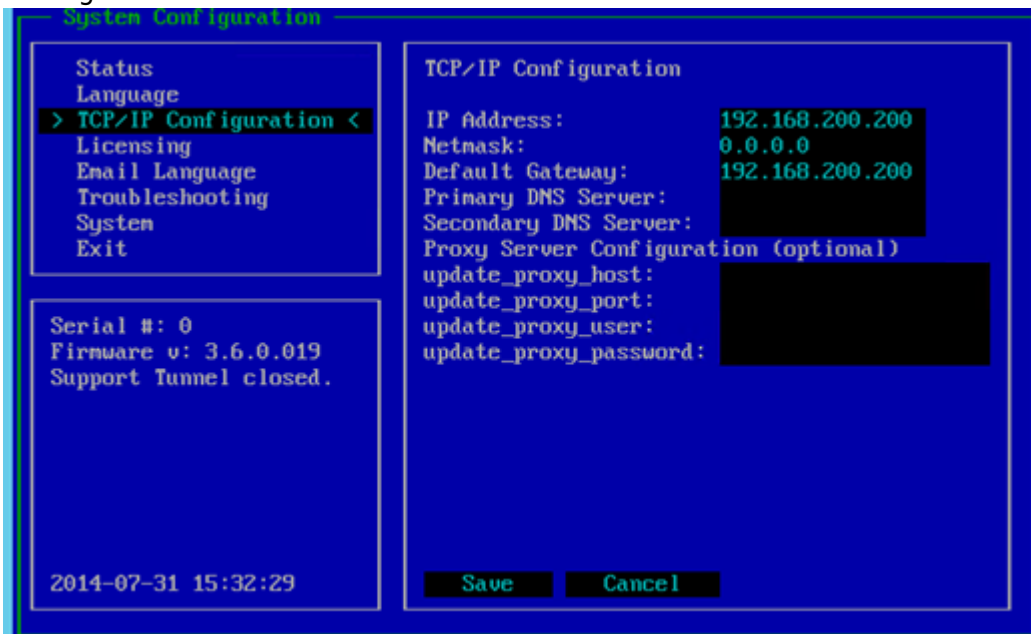 System Configuration
Status
Language
> TCP/IP Configuration <
Licensing
Email Language
Troubleshooting
System
Exit
Serial #: 0
Firmware v: 3.6.0.019
Support Tunnel closed.
2014-07-31 15:32:29
TCP/IP Configuration
IP Address: 192.168.200.200
Netmask: 0.0.0.0
Default Gateway: 192.168.200.200
Primary DNS Server:
Secondary DNS Server:
Proxy Server Configuration (optional)
update_proxy_host:
update_proxy_port:
update_proxy_user:
update_proxy_password:
Save Cancel